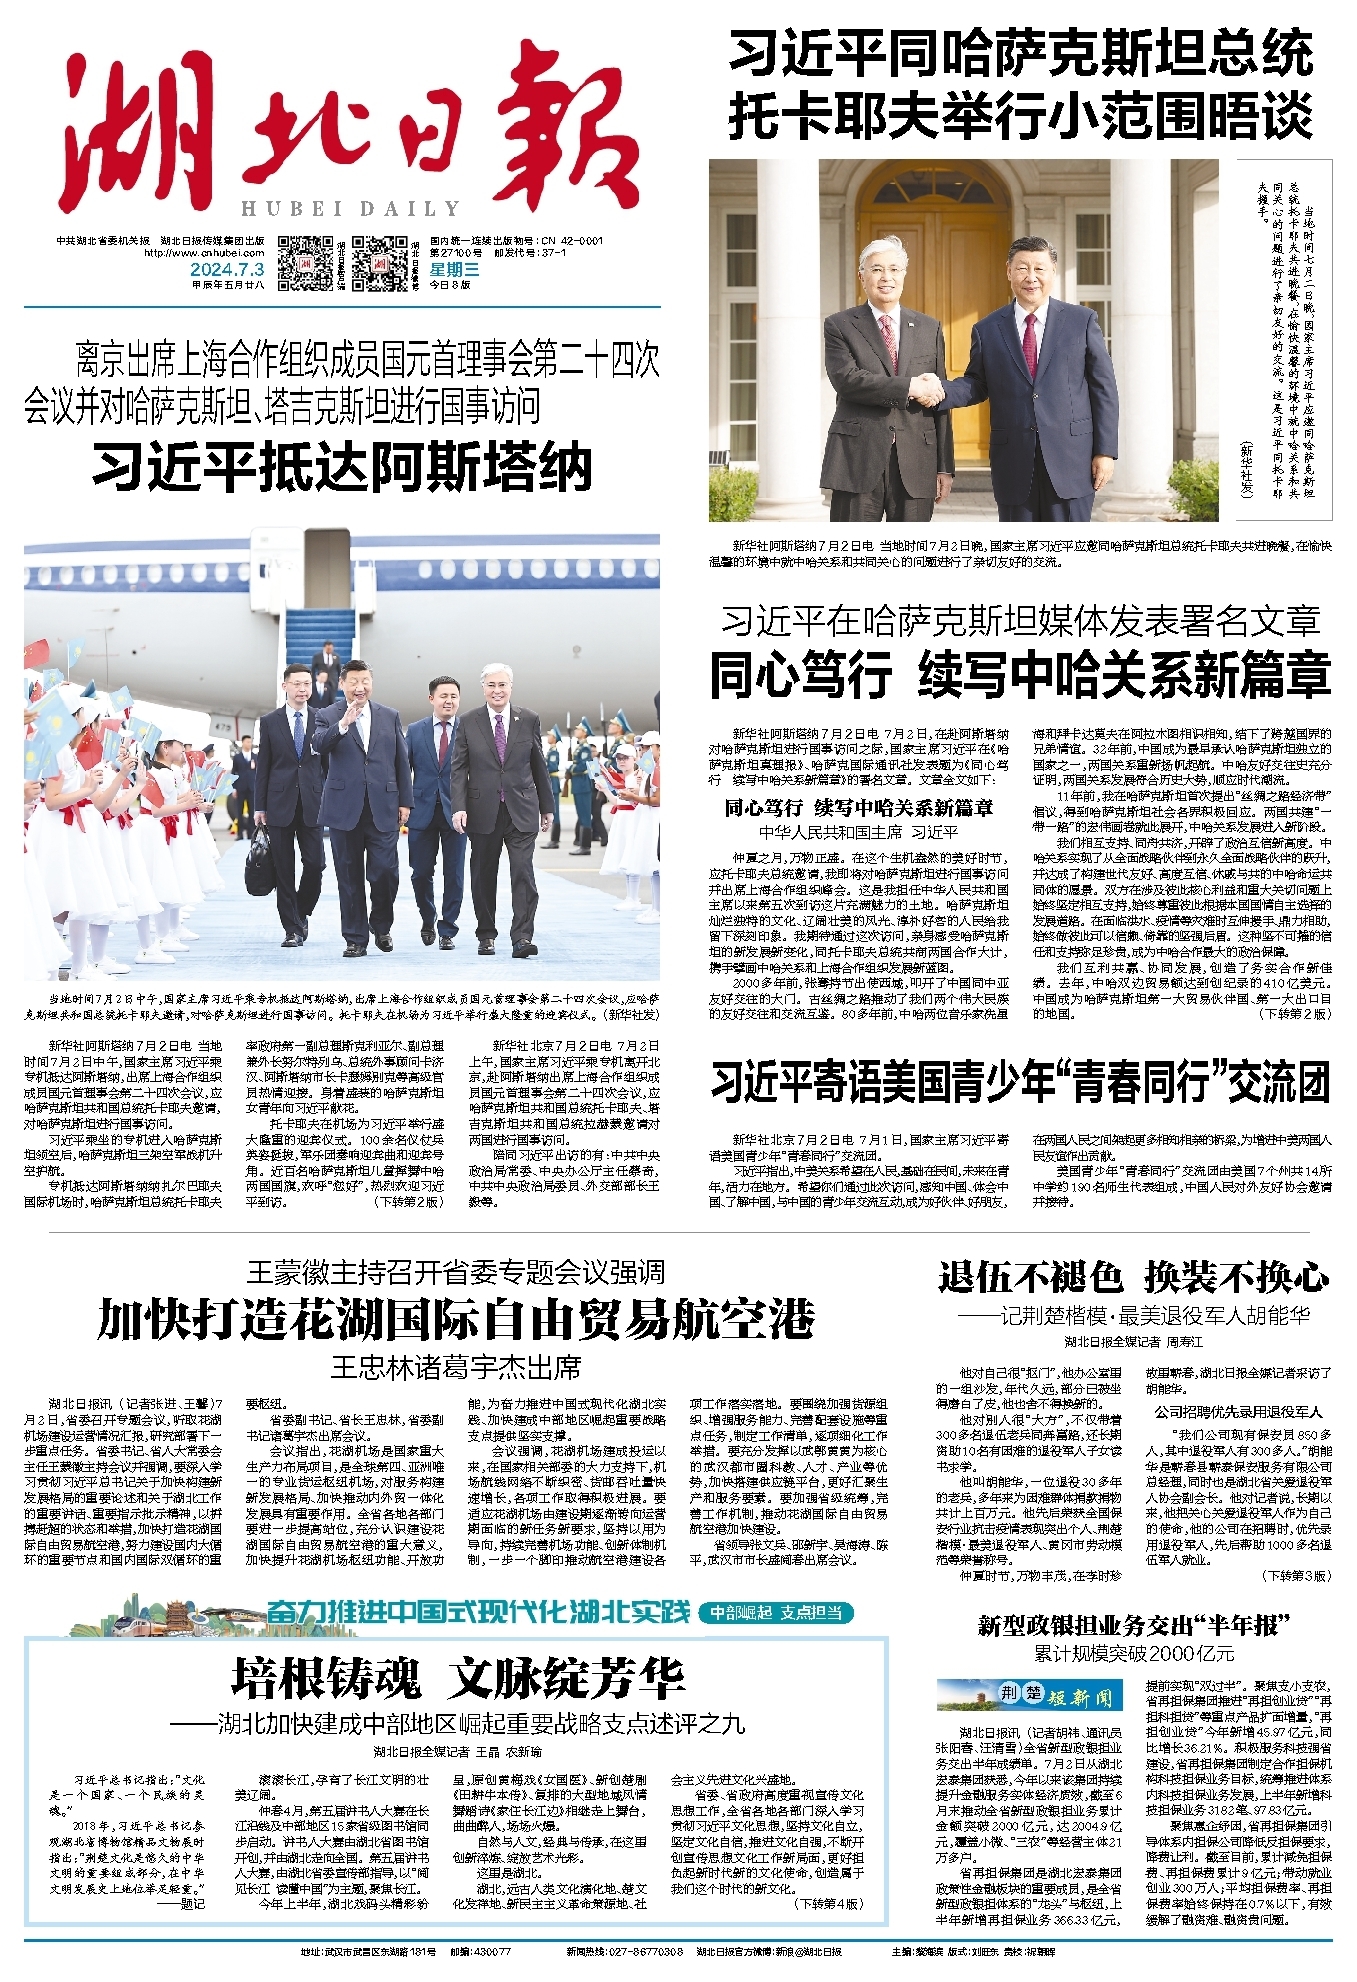 湖北日报
HUBEI DAILY
中共湖北省委机关报 湖北日报传媒集团出版
http://www.cnhubei.com
2024.7.3
甲辰年五月廿八
国内统一连续出版物号：CN 42-0001
第27100号 邮发代号：37-1
星期三
今日8版
离京出席上海合作组织成员国元首理事会第二十四次
会议并对哈萨克斯坦、塔吉克斯坦进行国事访问
习近平抵达阿斯塔纳
当地时间7月2日中午，国家主席习近平乘专机抵达阿斯塔纳，出席上海合作组织成员国元首理事会第二十四次会议，应哈萨
克斯坦共和国总统托卡耶夫邀请，对哈萨克斯坦进行国事访问。托卡耶夫在机场为习近平举行盛大隆重的迎宾仪式。（新华社发）
新华社阿斯塔纳7月2日电 当地
时间7月2日中午，国家主席习近平乘
专机抵达阿斯塔纳，出席上海合作组织
成员国元首理事会第二十四次会议，应
哈萨克斯坦共和国总统托卡耶夫邀请，
对哈萨克斯坦进行国事访问。
习近平乘坐的专机进入哈萨克斯
坦领空后，哈萨克斯坦三架空军战机升
空护航。
专机抵达阿斯塔纳纳扎尔巴耶夫
国际机场时，哈萨克斯坦总统托卡耶夫
率政府第一副总理斯克利亚尔、副总理
兼外长努尔特列乌、总统外事顾问卡济
汉、阿斯塔纳市长卡瑟姆别克等高级官
员热情迎接。身着盛装的哈萨克斯坦
女青年向习近平献花。
托卡耶夫在机场为习近平举行盛
大隆重的迎宾仪式。100余名仪仗兵
英姿挺拔，军乐团奏响迎宾曲和迎宾号
角。近百名哈萨克斯坦儿童挥舞中哈
两国国旗，欢呼“您好”，热烈欢迎习近
平到访。 （下转第2版）
新华社北京7月2日电 7月2日
上午，国家主席习近平乘专机离开北
京，赴阿斯塔纳出席上海合作组织成
员国元首理事会第二十四次会议，应
哈萨克斯坦共和国总统托卡耶夫、塔
吉克斯坦共和国总统拉赫蒙邀请对
两国进行国事访问。
陪同习近平出访的有：中共中央
政治局常委、中央办公厅主任蔡奇，
中共中央政治局委员、外交部部长王
毅等。
习近平同哈萨克斯坦总统
托卡耶夫举行小范围晤谈
当地时间七月二日晚，国家主席习近平应邀同哈萨克斯坦
总统托卡耶夫共进晚餐，在愉快温馨的环境中就中哈关系和共
同关心的问题进行了亲切友好的交流。这是习近平同托卡耶
夫握手。
（新华社发）
新华社阿斯塔纳7月2日电 当地时间7月2日晚，国家主席习近平应邀同哈萨克斯坦总统托卡耶夫共进晚餐，在愉快
温馨的环境中就中哈关系和共同关心的问题进行了亲切友好的交流。
习近平在哈萨克斯坦媒体发表署名文章
同心笃行 续写中哈关系新篇章
新华社阿斯塔纳7月2日电 7月2日，在赴阿斯塔纳
对哈萨克斯坦进行国事访问之际，国家主席习近平在《哈
萨克斯坦真理报》、哈萨克国际通讯社发表题为《同心笃
行 续写中哈关系新篇章》的署名文章。文章全文如下：
同心笃行 续写中哈关系新篇章
中华人民共和国主席 习近平
仲夏之月，万物正盛。在这个生机盎然的美好时节，
应托卡耶夫总统邀请，我即将对哈萨克斯坦进行国事访问
并出席上海合作组织峰会。这是我担任中华人民共和国
主席以来第五次到访这片充满魅力的土地。哈萨克斯坦
灿烂独特的文化、辽阔壮美的风光、淳朴好客的人民给我
留下深刻印象。我期待通过这次访问，亲身感受哈萨克斯
坦的新发展新变化，同托卡耶夫总统共商两国合作大计，
携手擘画中哈关系和上海合作组织发展新蓝图。
2000多年前，张骞持节出使西域，叩开了中国同中亚
友好交往的大门。古丝绸之路推动了我们两个伟大民族
的友好交往和交流互鉴。80多年前，中哈两位音乐家冼星
海和拜卡达莫夫在阿拉木图相识相知，结下了跨越国界的
兄弟情谊。32年前，中国成为最早承认哈萨克斯坦独立的
国家之一，两国关系重新扬帆起航。中哈友好交往史充分
证明，两国关系发展符合历史大势，顺应时代潮流。
11年前，我在哈萨克斯坦首次提出“丝绸之路经济带”
倡议，得到哈萨克斯坦社会各界积极回应。两国共建“一
带一路”的宏伟画卷就此展开，中哈关系发展进入新阶段。
我们相互支持、同舟共济，开辟了政治互信新高度。中
哈关系实现了从全面战略伙伴到永久全面战略伙伴的跃升，
并达成了构建世代友好、高度互信、休戚与共的中哈命运共
同体的愿景。双方在涉及彼此核心利益和重大关切问题上
始终坚定相互支持，始终尊重彼此根据本国国情自主选择的
发展道路。在面临洪水、疫情等灾难时互伸援手、鼎力相助，
始终做彼此可以信赖、倚靠的坚强后盾。这种坚不可摧的信
任和支持弥足珍贵，成为中哈合作最大的政治保障。
我们互利共赢、协同发展，创造了务实合作新佳
绩。去年，中哈双边贸易额达到创纪录的410亿美元。
中国成为哈萨克斯坦第一大贸易伙伴国、第一大出口目
的地国。 （下转第2版）
习近平寄语美国青少年“青春同行”交流团
新华社北京7月2日电 7月1日，国家主席习近平寄
语美国青少年“青春同行”交流团。
习近平指出，中美关系希望在人民，基础在民间，未来在青
年，活力在地方。希望你们通过此次访问，感知中国、体会中
国、了解中国，与中国的青少年交流互动，成为好伙伴、好朋友，
在两国人民之间架起更多相知相亲的桥梁，为增进中美两国人
民友谊作出贡献。
美国青少年“青春同行”交流团由美国7个州共14所
中学约190名师生代表组成，中国人民对外友好协会邀请
并接待。
王蒙徽主持召开省委专题会议强调
加快打造花湖国际自由贸易航空港
王忠林诸葛宇杰出席
湖北日报讯（记者张进、王馨）7
月2日，省委召开专题会议，听取花湖
机场建设运营情况汇报，研究部署下一
步重点任务。省委书记、省人大常委会
主任王蒙徽主持会议并强调，要深入学
习贯彻习近平总书记关于加快构建新
发展格局的重要论述和关于湖北工作
的重要讲话、重要指示批示精神，以拼
搏赶超的状态和举措，加快打造花湖国
际自由贸易航空港，努力建设国内大循
环的重要节点和国内国际双循环的重
要枢纽。
省委副书记、省长王忠林，省委副
书记诸葛宇杰出席会议。
会议指出，花湖机场是国家重大
生产力布局项目，是全球第四、亚洲唯
一的专业货运枢纽机场，对服务构建
新发展格局、加快推动内外贸一体化
发展具有重要作用。全省各地各部门
要进一步提高站位，充分认识建设花
湖国际自由贸易航空港的重大意义，
加快提升花湖机场枢纽功能、开放功
能，为奋力推进中国式现代化湖北实
践、加快建成中部地区崛起重要战略
支点提供坚实支撑。
会议强调，花湖机场建成投运以
来，在国家相关部委的大力支持下，机
场航线网络不断织密、货邮吞吐量快
速增长，各项工作取得积极进展。要
适应花湖机场由建设期逐渐转向运营
期面临的新任务新要求，坚持以用为
导向，持续完善机场功能、创新体制机
制，一步一个脚印推动航空港建设各
项工作落实落地。要围绕加强货源组
织、增强服务能力、完善配套设施等重
点任务，制定工作清单，逐项细化工作
举措。要充分发挥以武鄂黄黄为核心
的武汉都市圈科教、人才、产业等优
势，加快搭建供应链平台，更好汇聚生
产和服务要素。要加强省级统筹，完
善工作机制，推动花湖国际自由贸易
航空港加快建设。
省领导张文兵、邵新宇、吴海涛、陈
平，武汉市市长盛阅春出席会议。
退伍不褪色 换装不换心
——记荆楚楷模·最美退役军人胡能华
湖北日报全媒记者 周寿江
他对自己很“抠门”，他办公室里
的一组沙发，年代久远，部分已被坐
得磨白了皮，他也舍不得换新的。
他对别人很“大方”，不仅带着
300多名退伍老兵同奔富路，还长期
资助10名有困难的退役军人子女读
书求学。
他叫胡能华，一位退役30多年
的老兵，多年来为困难群体捐款捐物
共计上百万元。他先后荣获全国保
安行业抗击疫情表现突出个人、荆楚
楷模·最美退役军人、黄冈市劳动模
范等荣誉称号。
仲夏时节，万物丰茂，在李时珍
故里蕲春，湖北日报全媒记者采访了
胡能华。
公司招聘优先录用退役军人
“我们公司现有保安员850多
人，其中退役军人有300多人。”胡能
华是蕲春县蕲泰保安服务有限公司
总经理，同时也是湖北省关爱退役军
人协会副会长。他对记者说，长期以
来，他把关心关爱退役军人作为自己
的使命，他的公司在招聘时，优先录
用退役军人，先后帮助1000多名退
伍军人就业。
（下转第3版）
奋力推进中国式现代化湖北实践 中部崛起 支点担当
培根铸魂 文脉绽芳华
——湖北加快建成中部地区崛起重要战略支点述评之九
湖北日报全媒记者 王晶 农新瑜
习近平总书记指出：“文化
是一个国家、一个民族的灵
魂。”
2018年，习近平总书记参
观湖北省博物馆精品文物展时
指出：“荆楚文化是悠久的中华
文明的重要组成部分，在中华
文明发展史上地位举足轻重。”
——题记
滚滚长江，孕育了长江文明的壮
美辽阔。
仲春4月，第五届讲书人大赛在长
江沿线及中部地区15家省级图书馆同
步启动。讲书人大赛由湖北省图书馆
开创，并由湖北走向全国。第五届讲书
人大赛，由湖北省委宣传部指导，以“阅
见长江 读懂中国”为主题，聚焦长江。
今年上半年，湖北戏码头精彩纷
呈，原创黄梅戏《女国医》、新创楚剧
《田耕牛本传》、复排的大型地域风情
舞蹈诗《家住长江边》相继走上舞台，
曲曲醉人，场场火爆。
自然与人文，经典与传承，在这里
创新淬炼、绽放艺术光彩。
这里是湖北。
湖北，远古人类文化演化地、楚文
化发祥地、新民主主义革命策源地、社
会主义先进文化兴盛地。
省委、省政府高度重视宣传文化
思想工作，全省各地各部门深入学习
贯彻习近平文化思想，坚持文化自立，
坚定文化自信，推进文化自强，不断开
创宣传思想文化工作新局面，更好担
负起新时代新的文化使命，创造属于
我们这个时代的新文化。
（下转第4版）
新型政银担业务交出“半年报”
累计规模突破2000亿元
荆楚短新闻
湖北日报讯（记者胡祎、通讯员
张阳春、汪清雪）全省新型政银担业
务交出半年成绩单。7月2日从湖北
宏泰集团获悉，今年以来该集团持续
提升金融服务实体经济质效，截至6
月末推动全省新型政银担业务累计
金额突破2000亿元，达2004.9亿
元，覆盖小微、“三农”等经营主体21
万多户。
省再担保集团是湖北宏泰集团
政策性金融板块的重要成员，是全省
新型政银担体系的“龙头”与枢纽，上
半年新增再担保业务366.33亿元，
提前实现“双过半”。聚焦支小支农，
省再担保集团推进“再担创业贷”“再
担科担贷”等重点产品扩面增量，“再
担创业贷”今年新增45.97亿元，同
比增长36.21%。积极服务科技强省
建设，省再担保集团制定合作担保机
构科技担保业务目标，统筹推进体系
内科技担保业务发展，上半年新增科
技担保业务3182笔、97.83亿元。
聚焦惠企纾困，省再担保集团引
导体系内担保公司降低反担保要求，
降费让利。截至目前，累计减免担保
费、再担保费累计9亿元；带动就业
创业300万人；平均担保费率、再担
保费率始终保持在0.7%以下，有效
缓解了融资难、融资贵问题。
地址：武汉市武昌区东湖路181号 邮编：430077 新闻热线：027-86770308 湖北日报官方微博：新浪@湖北日报